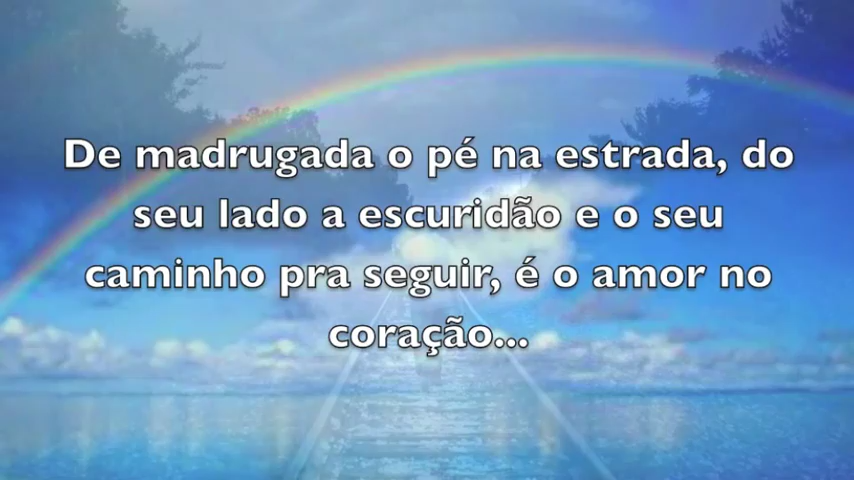 De madrugada o pé na estrada, do
seu lado a escuridão e o seu
caminho pra seguir, é o amor no
coração...